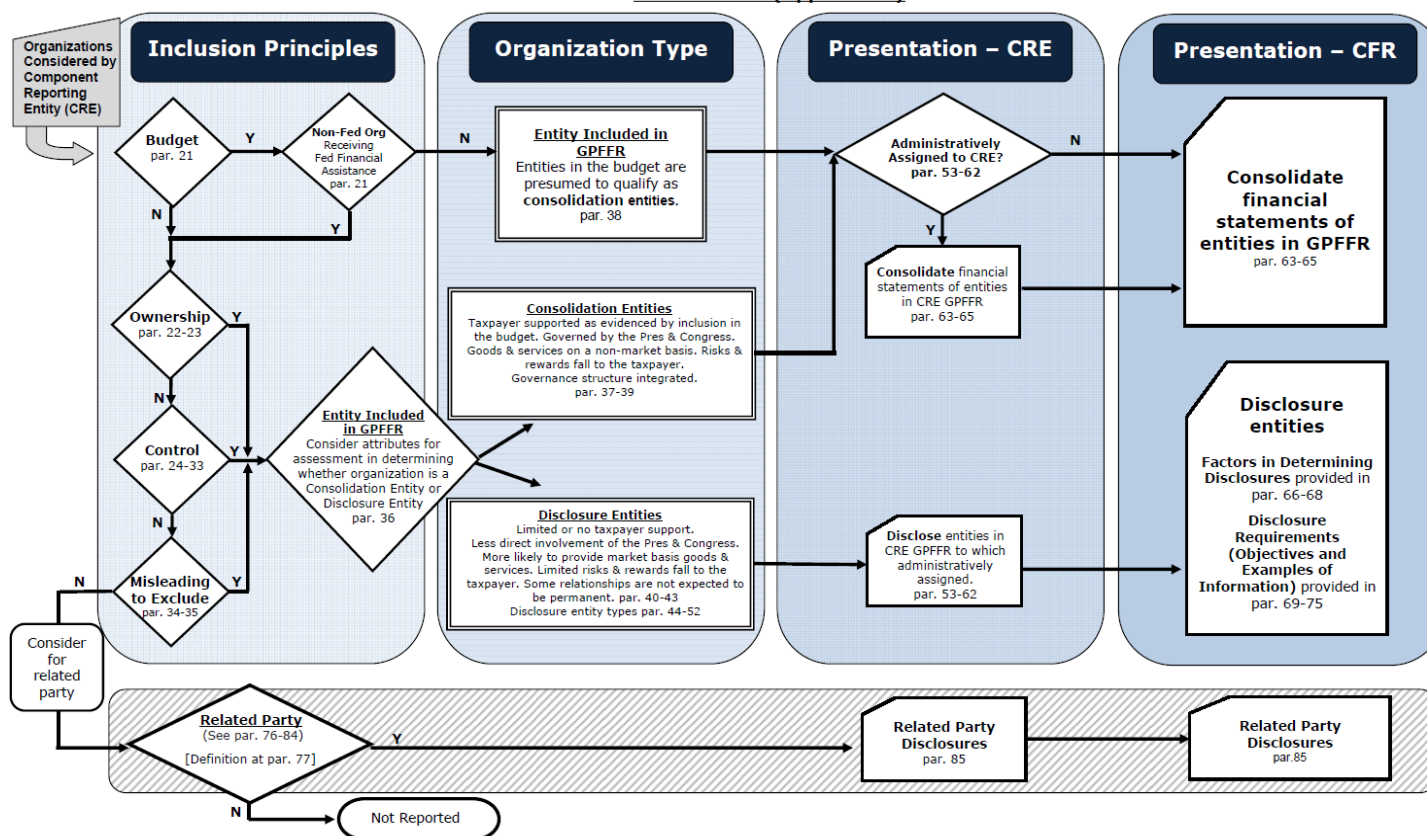 Organizations
Considered by
Component
Reporting
Entity (CRE)
Inclusion Principles
Budget
par. 21
Y
Non-Fed Org
Receiving
Fed Financial
Assistance
par. 21
N
N
Y
Ownership
par. 22-23
Y
N
Control
par. 24-33
Y
N
Misleading
to Exclude
par. 34-35
Y
N
Consider
for
related
party
Entity Included
in GPFFR
Consider attributes for
assessment in determining
whether organization is a
Consolidation Entity or
Disclosure Entity
par. 36
Organization Type
Entity Included in
GPFFR
Entities in the budget are
presumed to qualify as
consolidation entities.
par. 38
Consolidation Entities
Taxpayer supported as evidenced by inclusion in
the budget. Governed by the Pres & Congress.
Goods & services on a non-market basis. Risks &
rewards fall to the taxpayer.
Governance structure integrated.
par. 37-39
Disclosure Entities
Limited or no taxpayer support.
Less direct involvement of the Pres & Congress.
More likely to provide market basis goods &
services. Limited risks & rewards fall to the
taxpayer. Some relationships are not expected to
be permanent. par. 40-43
Disclosure entity types par. 44-52
Presentation – CRE
Administratively
Assigned to CRE?
par. 53-62
N
Y
Consolidate financial
statements of entities
in CRE GPFFR
par. 63-65
Disclose entities in
CRE GPFFR to which
administratively
assigned.
par. 53-62
Presentation – CFR
Consolidate
financial
statements of
entities in GPFFR
par. 63-65
Disclosure
entities
Factors in Determining
Disclosures provided in
par. 66-68
Disclosure
Requirements
(Objectives and
Examples of
Information) provided in
par. 69-75
Related Party
(See par. 76-84)
[Definition at par. 77]
Y
N
Not Reported
Related Party
Disclosures
par. 85
Related Party
Disclosures
par.85